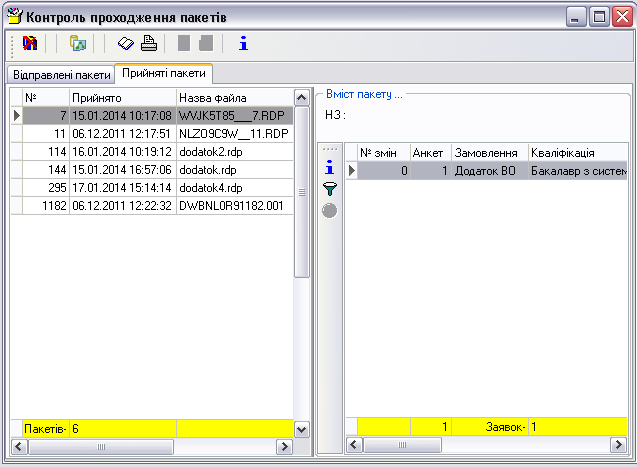 Контроль проходження пакетів
Відправлені пакети Прийняті пакети
№ Прийнято Назва файла
7 15.01.2014 10:17:08 WVJK5T85___7.RDP
11 06.12.2011 12:17:51 NLZO9C9W__11.RDP
114 16.01.2014 10:19:12 dodatok2.rdp
144 15.01.2014 16:57:06 dodatok.rdp
295 17.01.2014 15:14:14 dodatok4.rdp
1182 06.12.2011 12:22:32 DWBNL0R91182.001
Пакетів- 6
Вміст пакету ...
НЗ :
№ змін Анкет Замовлення Кваліфікація
0 1 Додаток ВО Бакалавр з систем
1 Заявок- 1